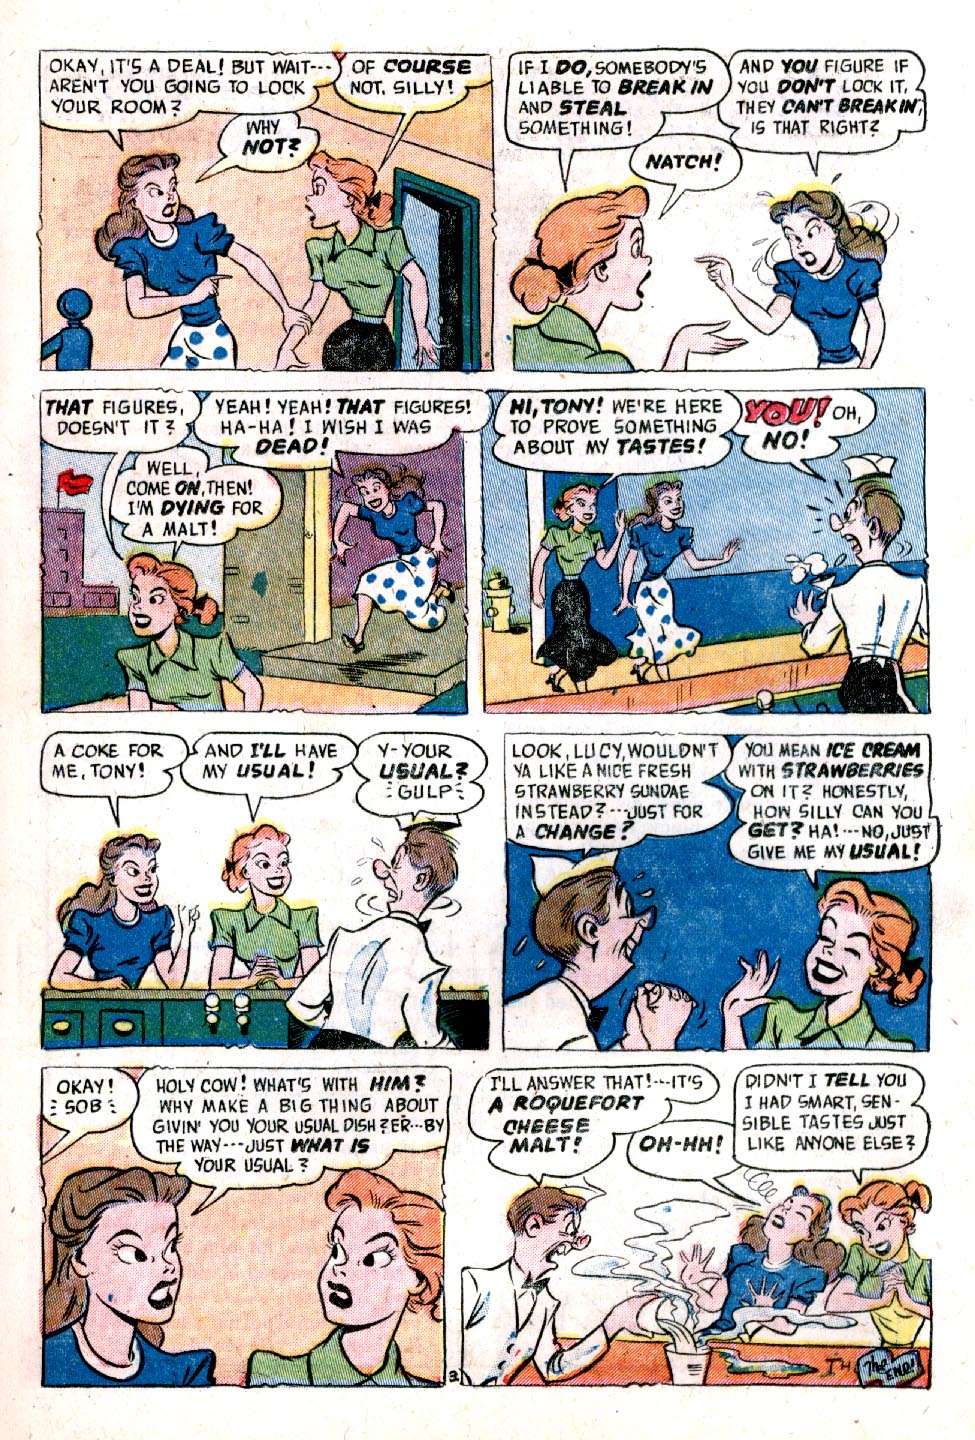 OKAY, IT'S A DEAL! BUT WAIT---
AREN'T YOU GOING TO LOCK
YOUR ROOM?
WHY
NOT?
OF COURSE
NOT, SILLY!
IF I DO, SOMEBODY'S
LIABLE TO BREAK IN
AND STEAL
SOMETHING!
NATCH!
AND YOU FIGURE IF
YOU DON'T LOCK IT,
THEY CAN'T BREAK IN,
IS THAT RIGHT?
THAT FIGURES,
DOESN'T IT?
WELL,
COME ON, THEN!
I'M DYING FOR
A MALT!
YEAH! YEAH! THAT FIGURES!
HA-HA! I WISH I WAS
DEAD!
HI, TONY! WE'RE HERE
TO PROVE SOMETHING
ABOUT MY TASTES!
YOU! OH,
NO!
A COKE FOR
ME, TONY!
AND I'LL HAVE
MY USUAL!
Y-YOUR
USUAL?
GULP
LOOK, LUCY, WOULDN'T
YA LIKE A NICE FRESH
STRAWBERRY SUNDAE
INSTEAD?---JUST FOR
A CHANGE?
YOU MEAN ICE CREAM
WITH STRAWBERRIES
ON IT? HONESTLY,
HOW SILLY CAN YOU
GET? HA!---NO, JUST
GIVE ME MY USUAL!
OKAY!
SOB
HOLY COW! WHAT'S WITH HIM?
WHY MAKE A BIG THING ABOUT
GIVIN' YOU YOUR USUAL DISH? ER---BY
THE WAY---JUST WHAT IS
YOUR USUAL?
I'LL ANSWER THAT!---IT'S
A ROQUEFORT
CHEESE
MALT!
OH-HH!
DIDN'T I TELL YOU
I HAD SMART, SEN-
SIBLE TASTES JUST
LIKE ANYONE ELSE?
3
TH
The
END!